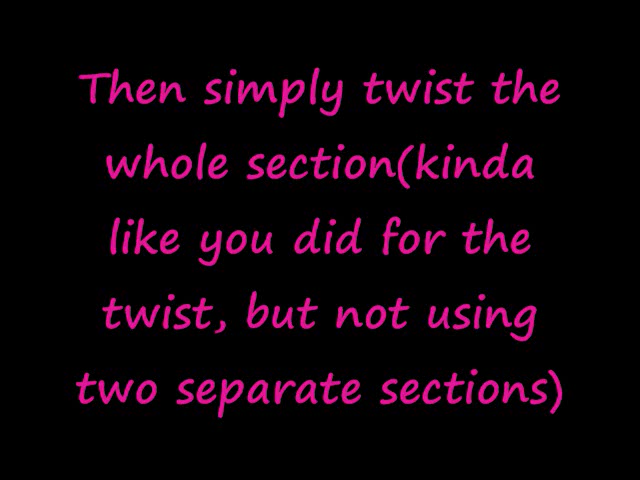 Then simply twist the
whole section(kinda
like you did for the
twist, but not using
two separate sections)